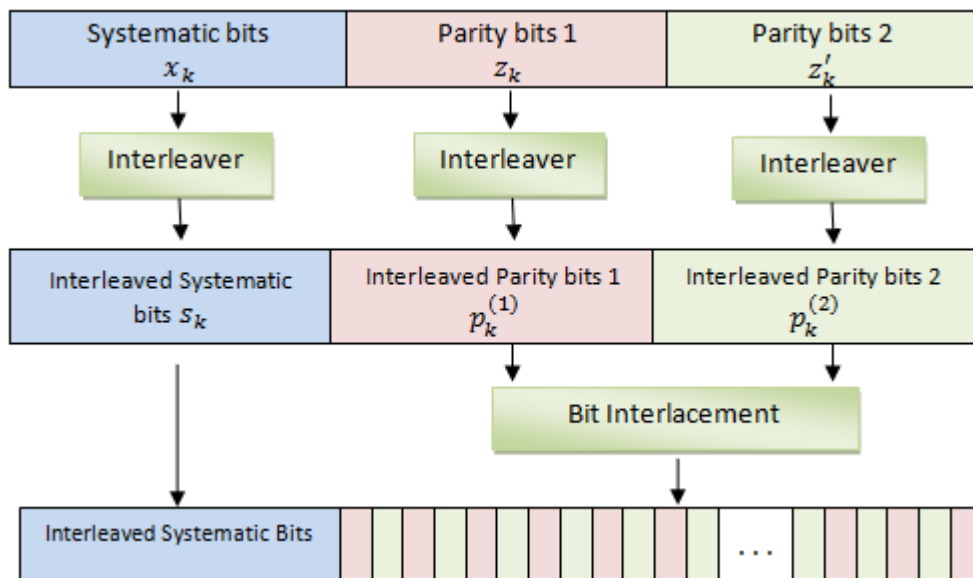 Systematic bits
x_k
Parity bits 1
z_k
Parity bits 2
z'_k
Interleaver
Interleaver
Interleaver
Interleaved Systematic
bits s_k
Interleaved Parity bits 1
p_k^(1)
Interleaved Parity bits 2
p_k^(2)
Bit Interlacement
Interleaved Systematic Bits
...